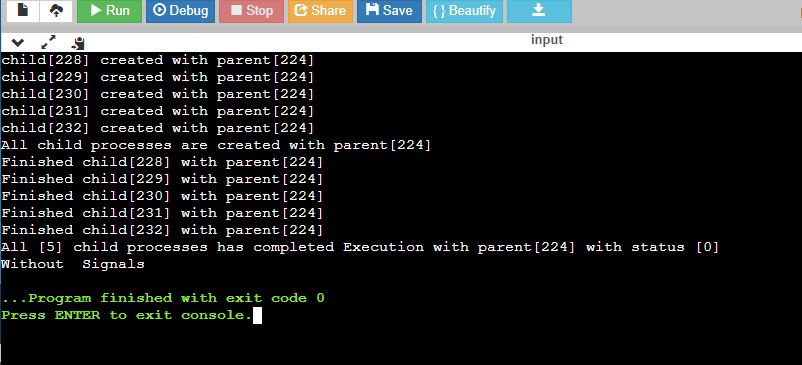 Run Debug Stop Share Save { } Beautify
input
child[228] created with parent[224]
child[229] created with parent[224]
child[230] created with parent[224]
child[231] created with parent[224]
child[232] created with parent[224]
All child processes are created with parent[224]
Finished child[228] with parent[224]
Finished child[229] with parent[224]
Finished child[230] with parent[224]
Finished child[231] with parent[224]
Finished child[232] with parent[224]
All [5] child processes has completed Execution with parent[224] with status [0]
Without  Signals
...Program finished with exit code 0
Press ENTER to exit console.